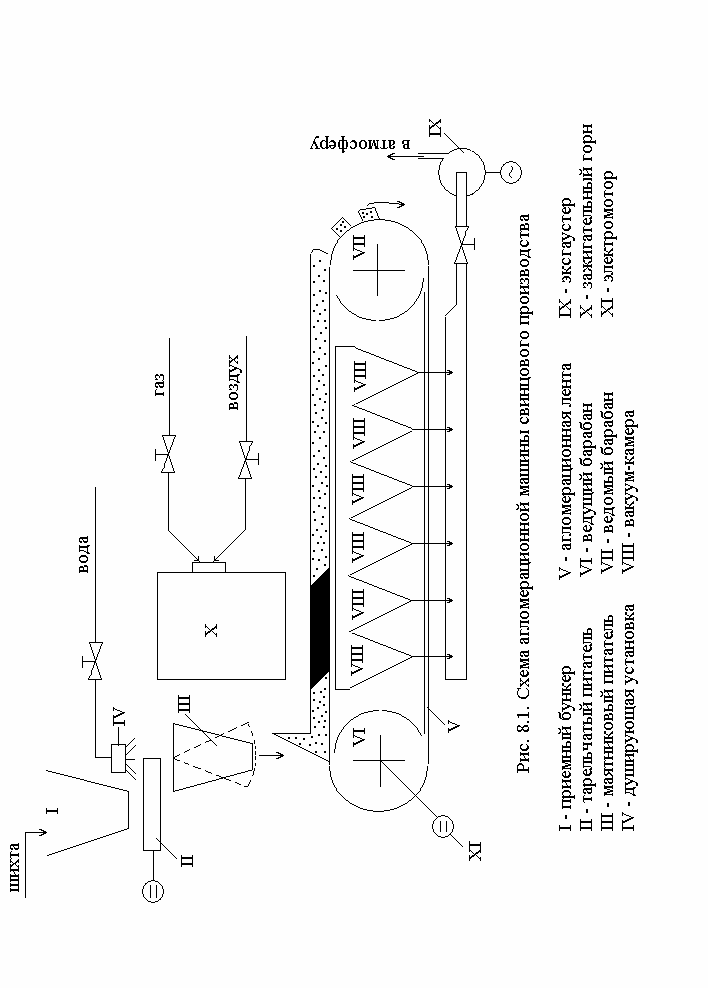 шихта
I
II
IV
III
вода
газ
воздух
X
VI
VIII
VIII
VIII
VIII
VIII
VIII
VII
V
XI
IX
в атмосферу
Рис. 8.1. Схема агломерационной машины свинцового производства
I - приемный бункер
II - тарельчатый питатель
III - маятниковый питатель
IV - душирующая установка
V - агломерационная лента
VI - ведущий барабан
VII - ведомый барабан
VIII - вакуум-камера
IX - эксгаустер
X - зажигательный горн
XI - электромотор